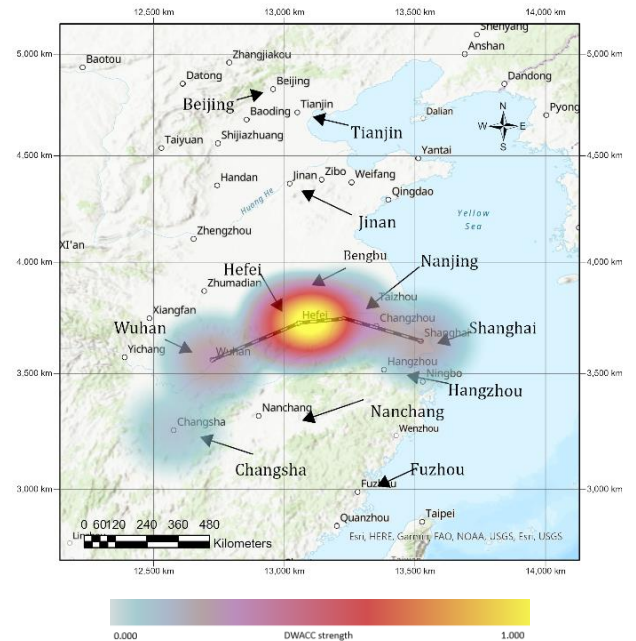 12,500 km 13,000 km 13,500 km 14,000 km
Shenyang
5,000 km 5,000 km
Anshan
Zhangjiakou
Baotou
Datong
Beijing
Dandong
Beijing
Tianjin
Baoding
Dalian
Pyong
N
W E
S
Tianjin
Taiyuan
Shijiazhuang
4,500 km 4,500 km
Yantai
Handan
Jinan
Zibo
Weifang
Qingdao
Huang He
Jinan
Yellow
Sea
Zhengzhou
XI'an
4,000 km 4,000 km
Bengbu
Hefei
Nanjing
Zhumadian
Taizhou
Xiangfan
Hefei
Changzhou
Wuhan
Shanghai
Shanghai
Yichang
Wuhan
Hangzhou
3,500 km 3,500 km
Ningbo
Hangzhou
Nanchang
Nanchang
Changsha
Wenzhou
Changsha
Fuzhou
3,000 km 3,000 km
Fuzhou
Quanzhou
Taipei
0 60120 240 360 480
Kilometers
Esri, HERE, Garmin, FAO, NOAA, USGS, Esri, USGS
12,500 km 13,000 km 13,500 km 14,000 km
0.000 DWACC strength 1.000